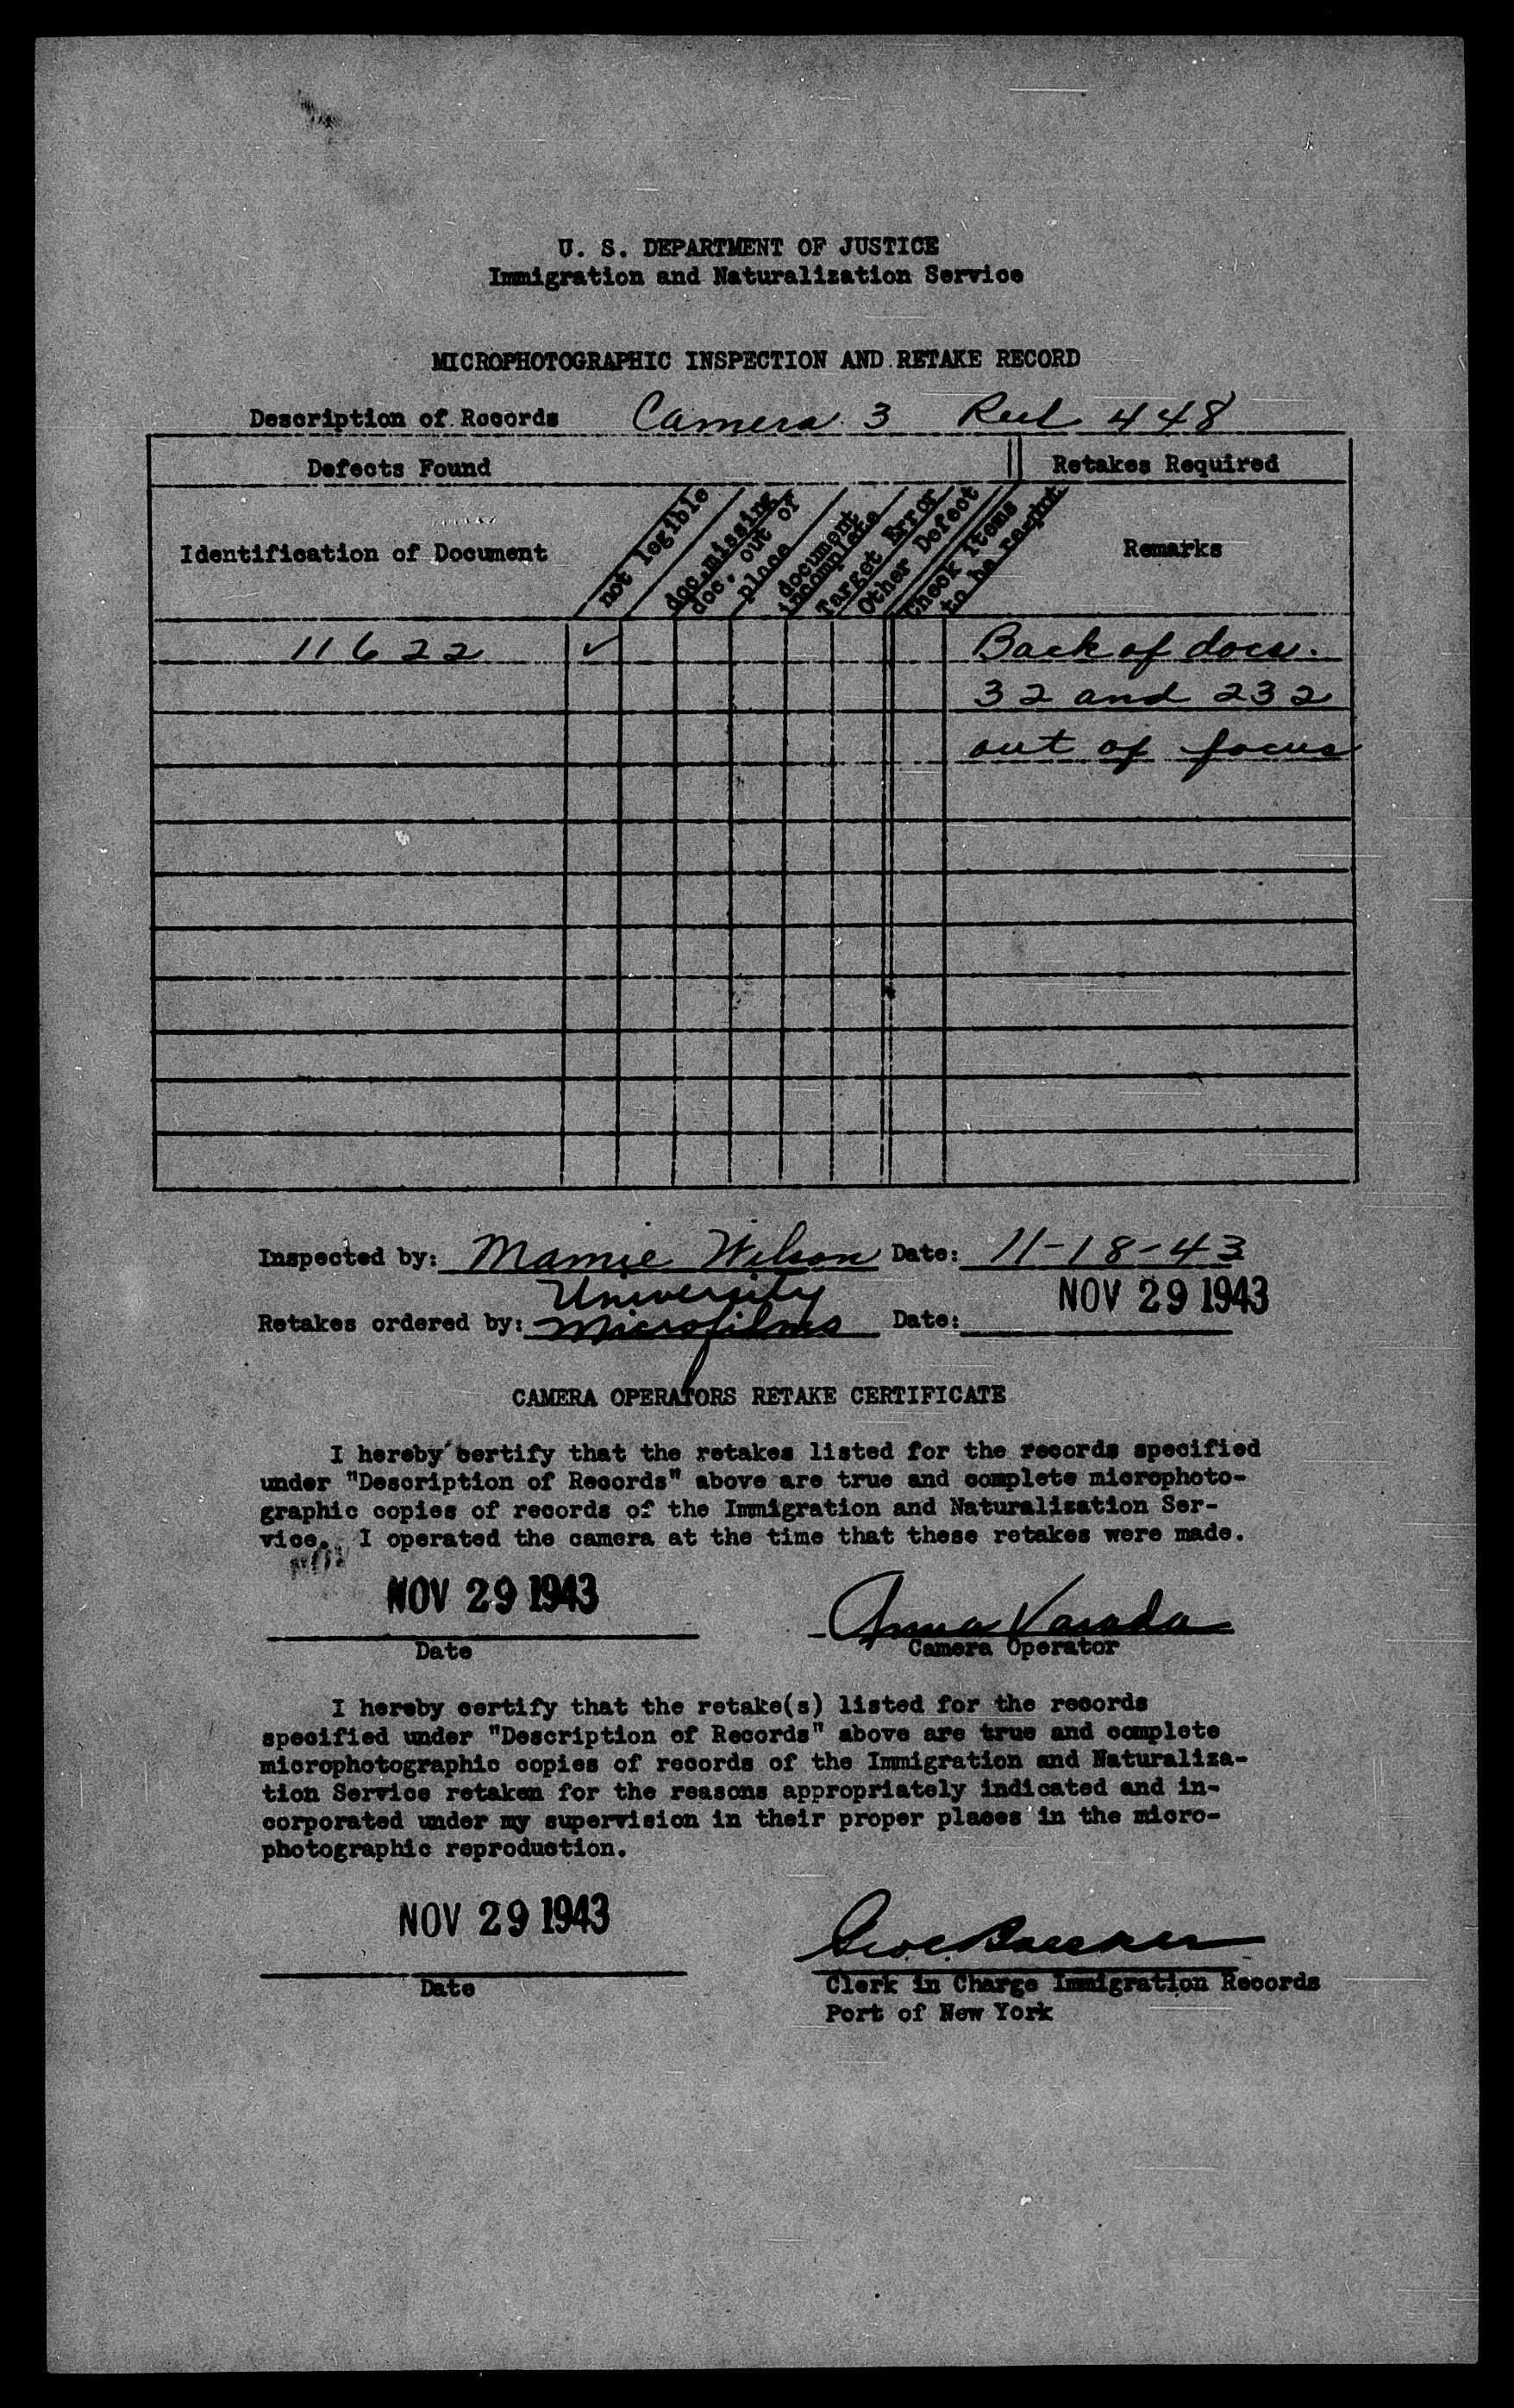 U. S. DEPARTMENT OF JUSTICE
Immigration and Naturalization Service
MICROPHOTOGRAPHIC INSPECTION AND RETAKE RECORD
Description of Records Camera 3 Reel 448
Defects Found Retakes Required
Identification of Document
not legible
doc. missing
doc. out of
place
document
incomplete
Target Error
Other Defect
Check Items
to be re-pht
Remarks
11622 ✓ Back of docu.
32 and 232
out of focus
Inspected by: Mamie Wilson Date: 11-18-43
University
Retakes ordered by: Microfilms Date: NOV 29 1943
CAMERA OPERATORS RETAKE CERTIFICATE
I hereby certify that the retakes listed for the records specified
under "Description of Records" above are true and complete microphoto-
graphic copies of records of the Immigration and Naturalization Ser-
vice. I operated the camera at the time that these retakes were made.
NOV 29 1943 Anna
Date Camera Operator
I hereby certify that the retake(s) listed for the records
specified under "Description of Records" above are true and complete
microphotographic copies of records of the Immigration and Naturaliza-
tion Service retaken for the reasons appropriately indicated and in-
corporated under my supervision in their proper places in the micro-
photographic reproduction.
NOV 29 1943
Date Clerk in Charge Immigration Records
Port of New York